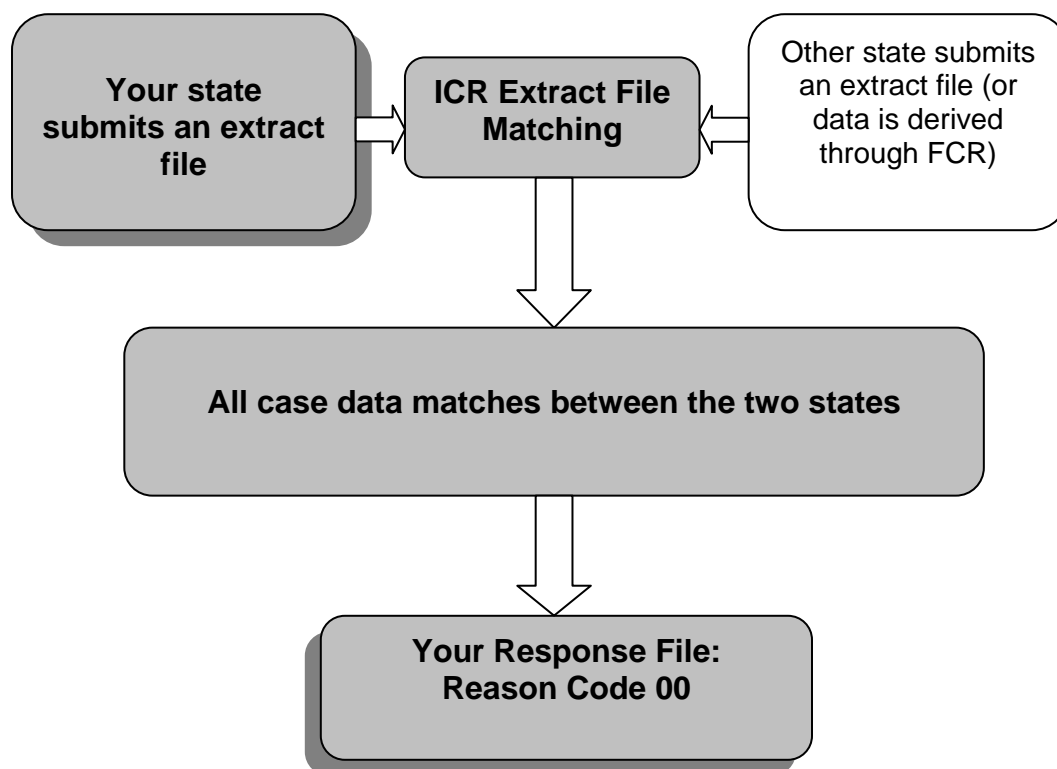 Your state
submits an extract
file
ICR Extract File
Matching
Other state submits
an extract file (or
data is derived
through FCR)
All case data matches between the two states
Your Response File:
Reason Code 00